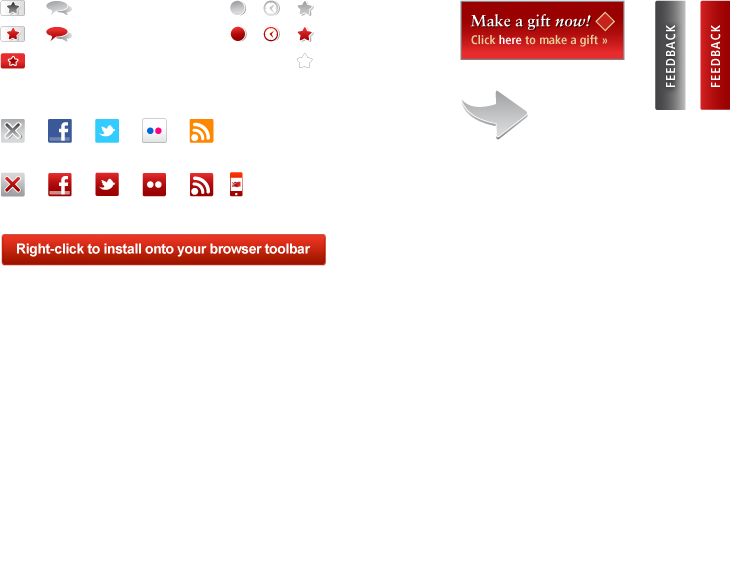 Make a gift now!
Click here to make a gift »
FEEDBACK
FEEDBACK
Right-click to install onto your browser toolbar